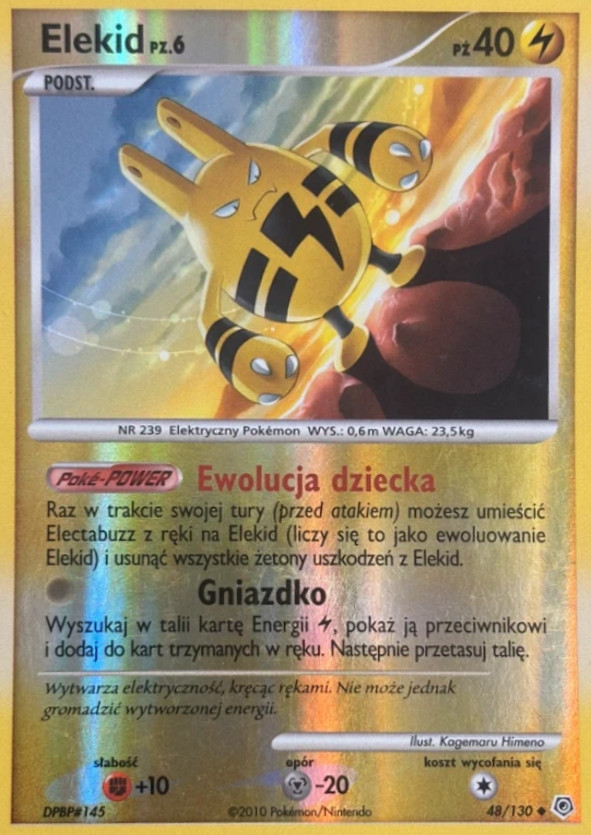 Elekid PZ.6
PŻ 40
PODST.
NR 239 Elektryczny Pokémon WYS.: 0,6 m WAGA: 23,5 kg
Poké-POWER Ewolucja dziecka
Raz w trakcie swojej tury (przed atakiem) możesz umieścić
Electabuzz z ręki na Elekid (liczy się to jako ewoluowanie
Elekid) i usunąć wszystkie żetony uszkodzeń z Elekid.
Gniazdko
Wyszukaj w talii kartę Energii, pokaż ją przeciwnikowi
i dodaj do kart trzymanych w ręku. Następnie przetasuj talię.
Wytwarza elektryczność, kręcąc rękami. Nie może jednak
gromadzić wytworzonej energii.
Ilust. Kagemaru Himeno
słabość opór koszt wycofania się
+10 -20
DPBP#145 ©2010 Pokémon/Nintendo 48/130